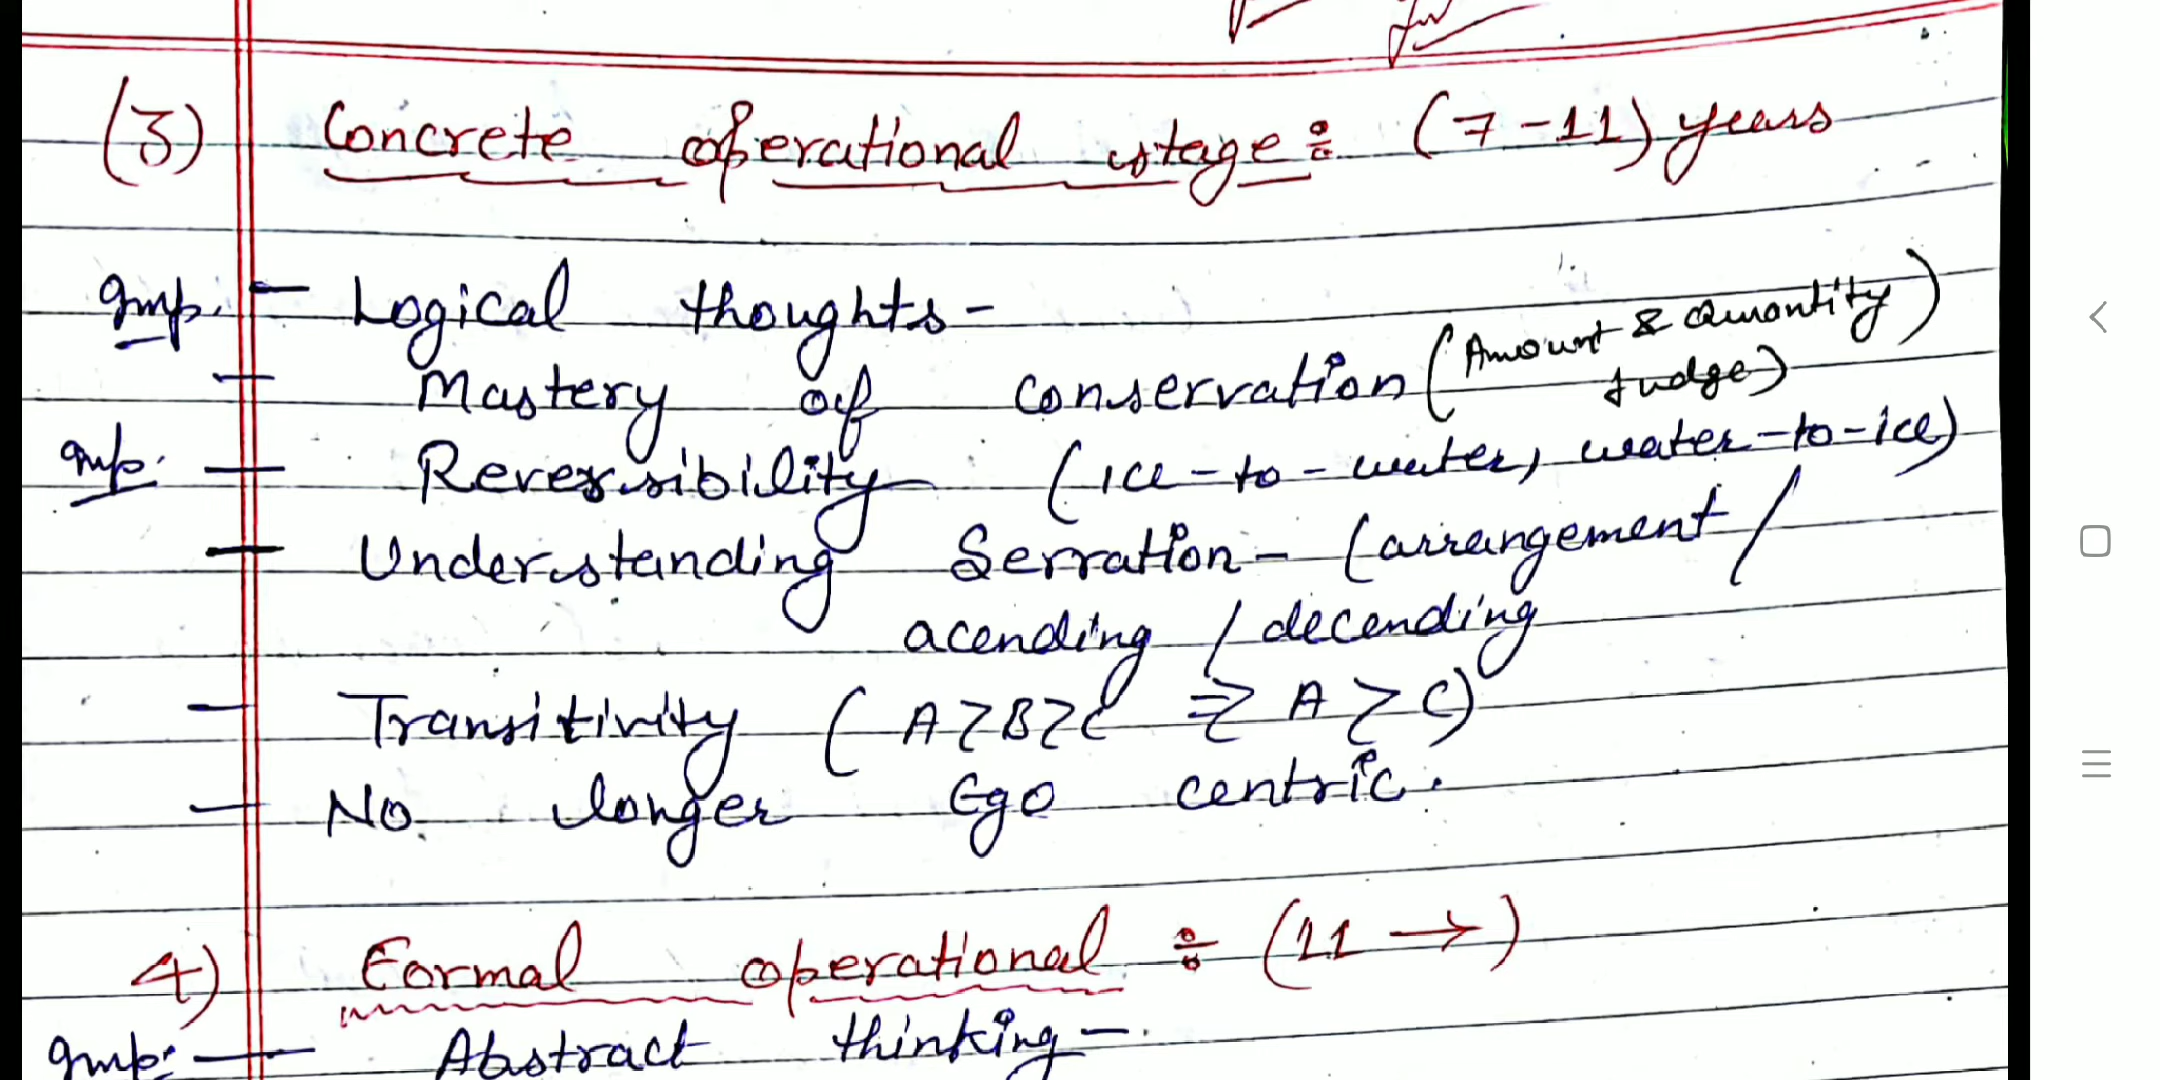 (3) Concrete operational stage÷ (7-11) years
Imp. - Logical thoughts -
- Mastery of conservation (Amount & Quantity)
Judge)
Imp. - Reversibility (ice-to-water, water-to-ice)
- Understanding Serration - (arrangement /
acending / decending
- Transitivity (A>B>C => A > C)
- No longer Ego centric.
4) Formal operational ÷ (11 →)
Imp: - Abstract thinking -